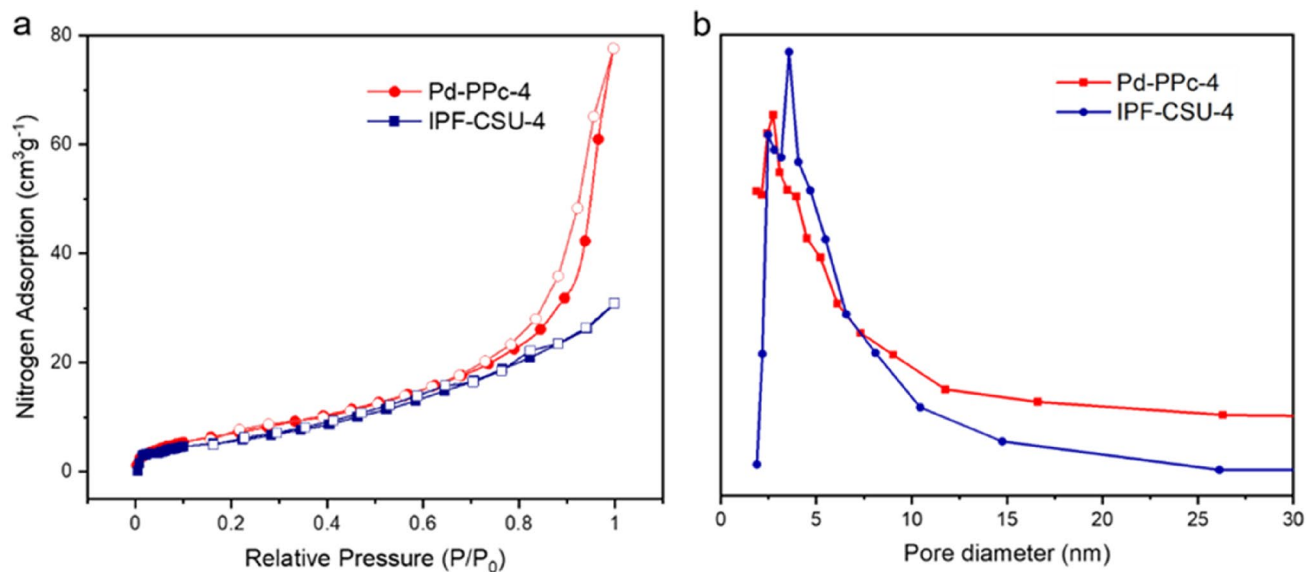 a
80
60
40
20
0
Nitrogen Adsorption (cm³g⁻¹)
Pd-PPc-4
IPF-CSU-4
0 0.2 0.4 0.6 0.8 1
Relative Pressure (P/P₀)
b
Pd-PPc-4
IPF-CSU-4
0 5 10 15 20 25 30
Pore diameter (nm)